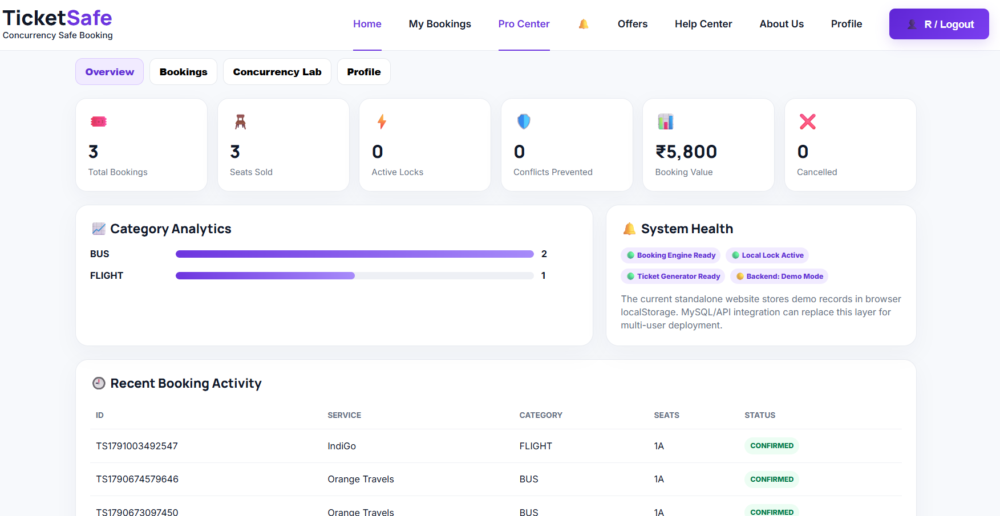 TicketSafe
Concurrency Safe Booking
Home My Bookings Pro Center Offers Help Center About Us Profile R / Logout
Overview Bookings Concurrency Lab Profile
3 3 0 0 ₹5,800 0
Total Bookings Seats Sold Active Locks Conflicts Prevented Booking Value Cancelled
Category Analytics
BUS 2
FLIGHT 1
System Health
Booking Engine Ready Local Lock Active
Ticket Generator Ready Backend: Demo Mode
The current standalone website stores demo records in browser
localStorage. MySQL/API integration can replace this layer for
multi-user deployment.
Recent Booking Activity
ID SERVICE CATEGORY SEATS STATUS
TS1791003492547 IndiGo FLIGHT 1A CONFIRMED
TS1790674579646 Orange Travels BUS 1A CONFIRMED
TS1790673097450 Orange Travels BUS 1A CONFIRMED